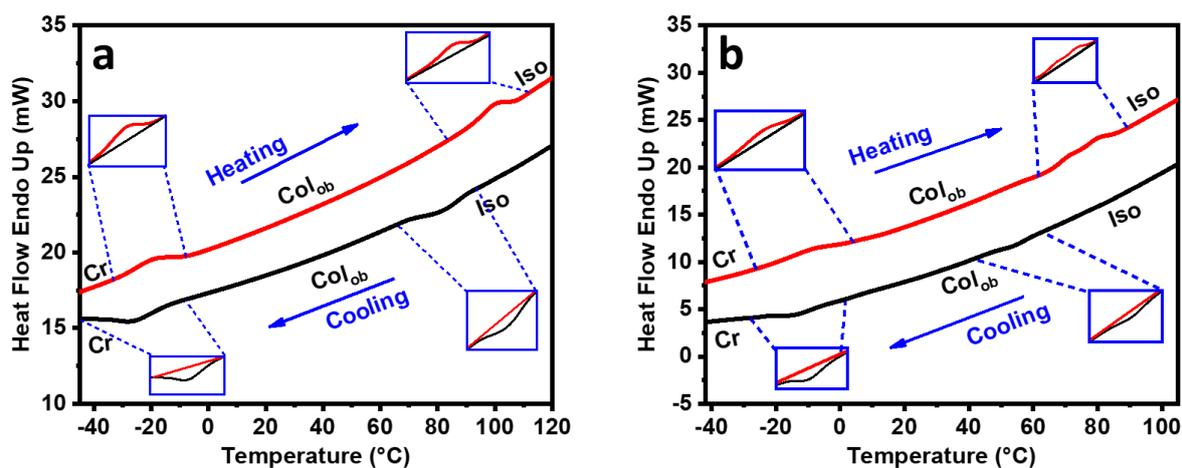 a
Heat Flow Endo Up (mW)
35
30
25
20
15
10
Iso
Heating
Col_ob
Cr
Iso
Col_ob
Cooling
Cr
-40 -20 0 20 40 60 80 100 120
Temperature (°C)
b
Heat Flow Endo Up (mW)
35
30
25
20
15
10
5
0
-5
Iso
Heating
Col_ob
Cr
Iso
Col_ob
Cooling
Cr
-40 -20 0 20 40 60 80 100
Temperature (°C)